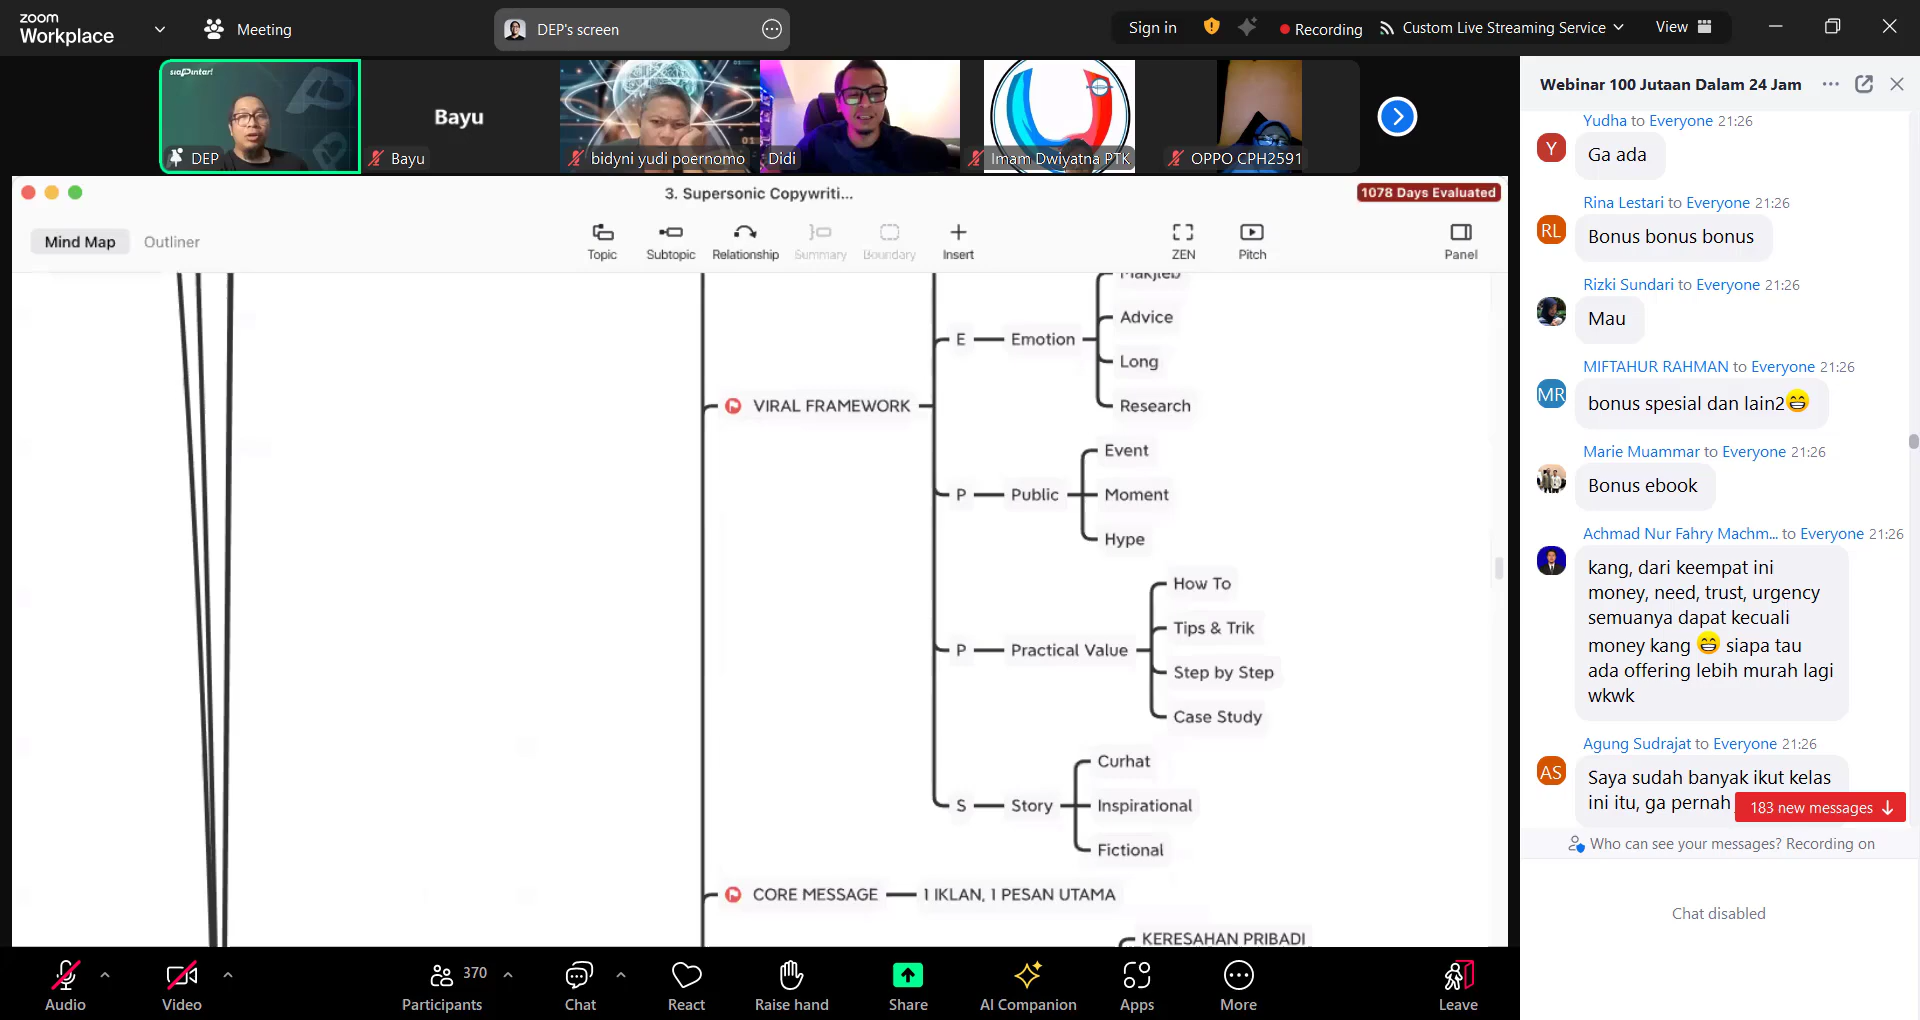 zoom
Workplace
Meeting
DEP's screen
Sign in
Recording
Custom Live Streaming Service
View
siaPintar!
DEP
Bayu
Bayu
bidyni yudi poernomo
Didi
Imam Dwiyatna PTK
OPPO CPH2591
3. Supersonic Copywriti...
1078 Days Evaluated
Mind Map
Outliner
Topic
Subtopic
Relationship
Summary
Boundary
Insert
ZEN
Pitch
Panel
VIRAL FRAMEWORK
E
Emotion
Makjleb
Advice
Long
Research
P
Public
Event
Moment
Hype
P
Practical Value
How To
Tips & Trik
Step by Step
Case Study
S
Story
Curhat
Inspirational
Fictional
CORE MESSAGE
1 IKLAN, 1 PESAN UTAMA
KERESAHAN PRIBADI
Webinar 100 Jutaan Dalam 24 Jam
Yudha to Everyone 21:26
Y
Ga ada
Rina Lestari to Everyone 21:26
RL
Bonus bonus bonus
Rizki Sundari to Everyone 21:26
Mau
MIFTAHUR RAHMAN to Everyone 21:26
MR
bonus spesial dan lain2😁
Marie Muammar to Everyone 21:26
Bonus ebook
Achmad Nur Fahry Machm... to Everyone 21:26
kang, dari keempat ini
money, need, trust, urgency
semuanya dapat kecuali
money kang 😁 siapa tau
ada offering lebih murah lagi
wkwk
Agung Sudrajat to Everyone 21:26
AS
Saya sudah banyak ikut kelas
ini itu, ga pernah
183 new messages
Who can see your messages? Recording on
Chat disabled
Audio
Video
370
Participants
Chat
React
Raise hand
Share
AI Companion
Apps
More
Leave